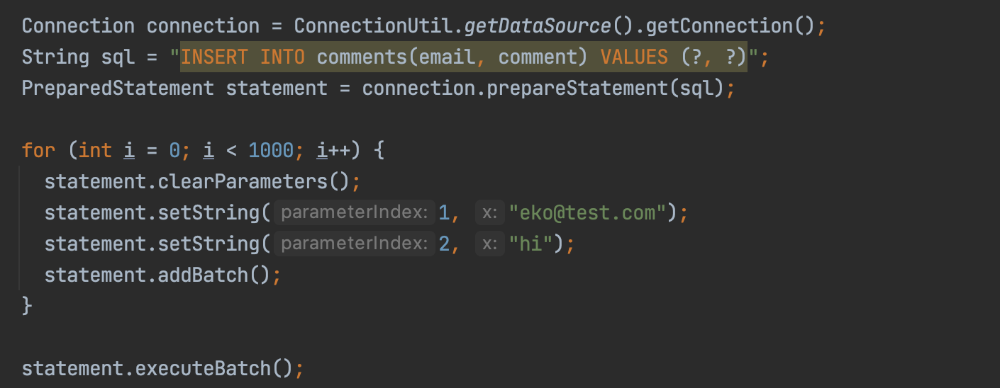 Connection connection = ConnectionUtil.getDataSource().getConnection();
String sql = "INSERT INTO comments(email, comment) VALUES (?, ?)";
PreparedStatement statement = connection.prepareStatement(sql);
for (int i = 0; i < 1000; i++) {
statement.clearParameters();
statement.setString( parameterIndex: 1, x: "eko@test.com");
statement.setString( parameterIndex: 2, x: "hi");
statement.addBatch();
}
statement.executeBatch();